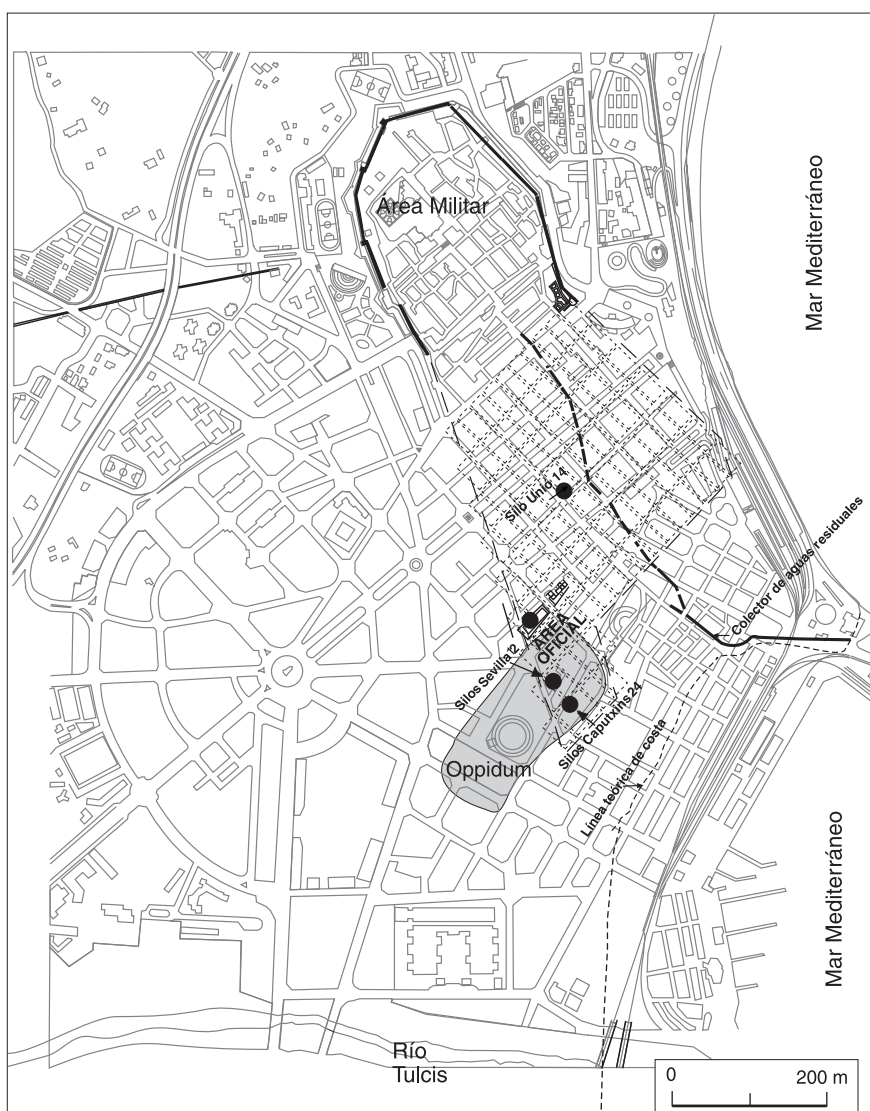 Mar Mediterráneo
Área Militar
Silo Unió 14
Colector de aguas residuales
ÁREA
OFICIAL
Silos Sevilla 12
Silos Caputxins 24
Oppidum
Línea teórica de costa
Mar Mediterráneo
Río
Tulcis
0 200 m